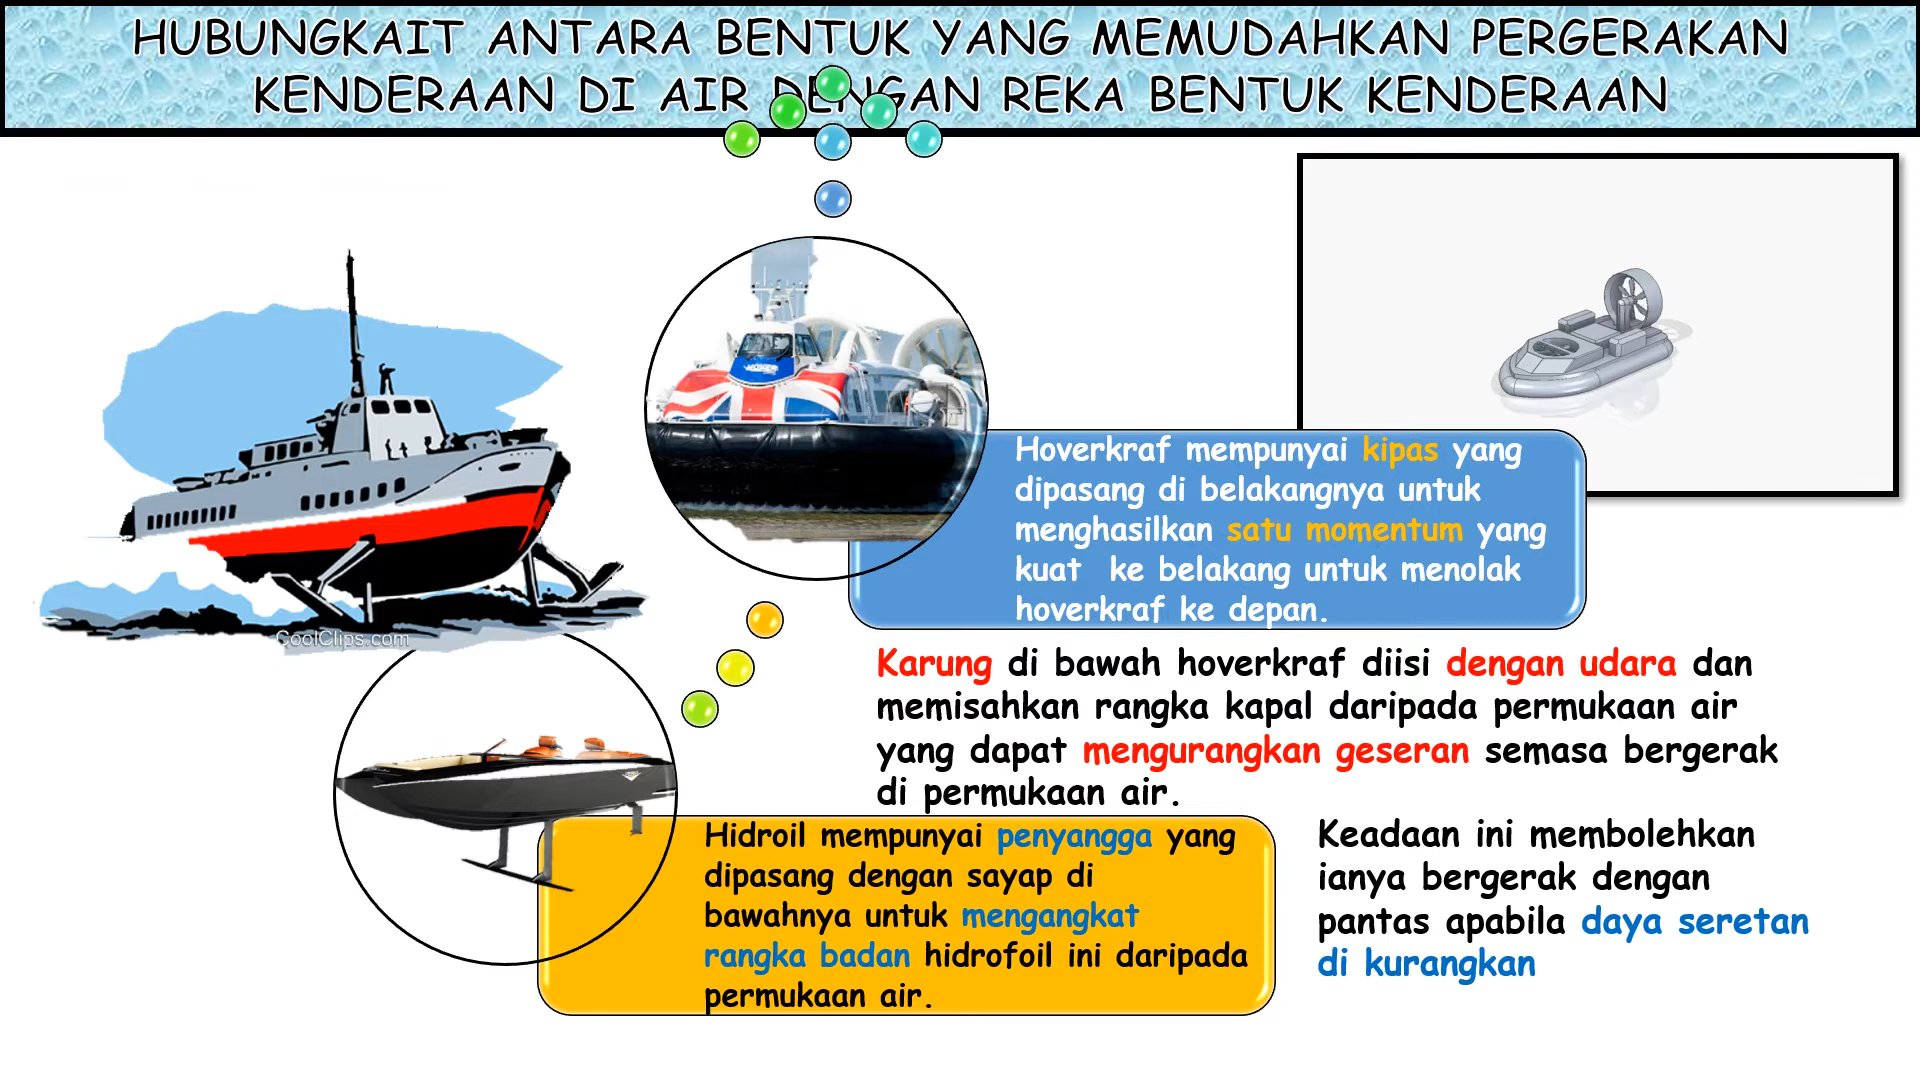 HUBUNGKAIT ANTARA BENTUK YANG MEMUDAHKAN PERGERAKAN
KENDERAAN DI AIR DENGAN REKA BENTUK KENDERAAN
Hoverkraf mempunyai kipas yang
dipasang di belakangnya untuk
menghasilkan satu momentum yang
kuat ke belakang untuk menolak
hoverkraf ke depan.
CoolClips.com
Karung di bawah hoverkraf diisi dengan udara dan
memisahkan rangka kapal daripada permukaan air
yang dapat mengurangkan geseran semasa bergerak
di permukaan air.
Hidroil mempunyai penyangga yang
dipasang dengan sayap di
bawahnya untuk mengangkat
rangka badan hidrofoil ini daripada
permukaan air.
Keadaan ini membolehkan
ianya bergerak dengan
pantas apabila daya seretan
di kurangkan